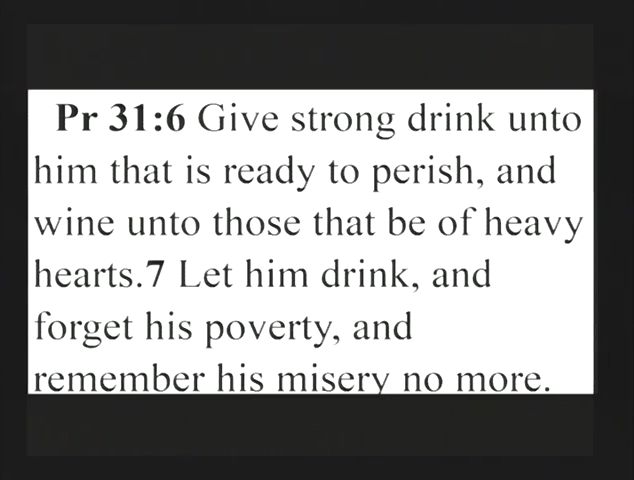 Pr 31:6 Give strong drink unto
him that is ready to perish, and
wine unto those that be of heavy
hearts.7 Let him drink, and
forget his poverty, and
remember his misery no more.